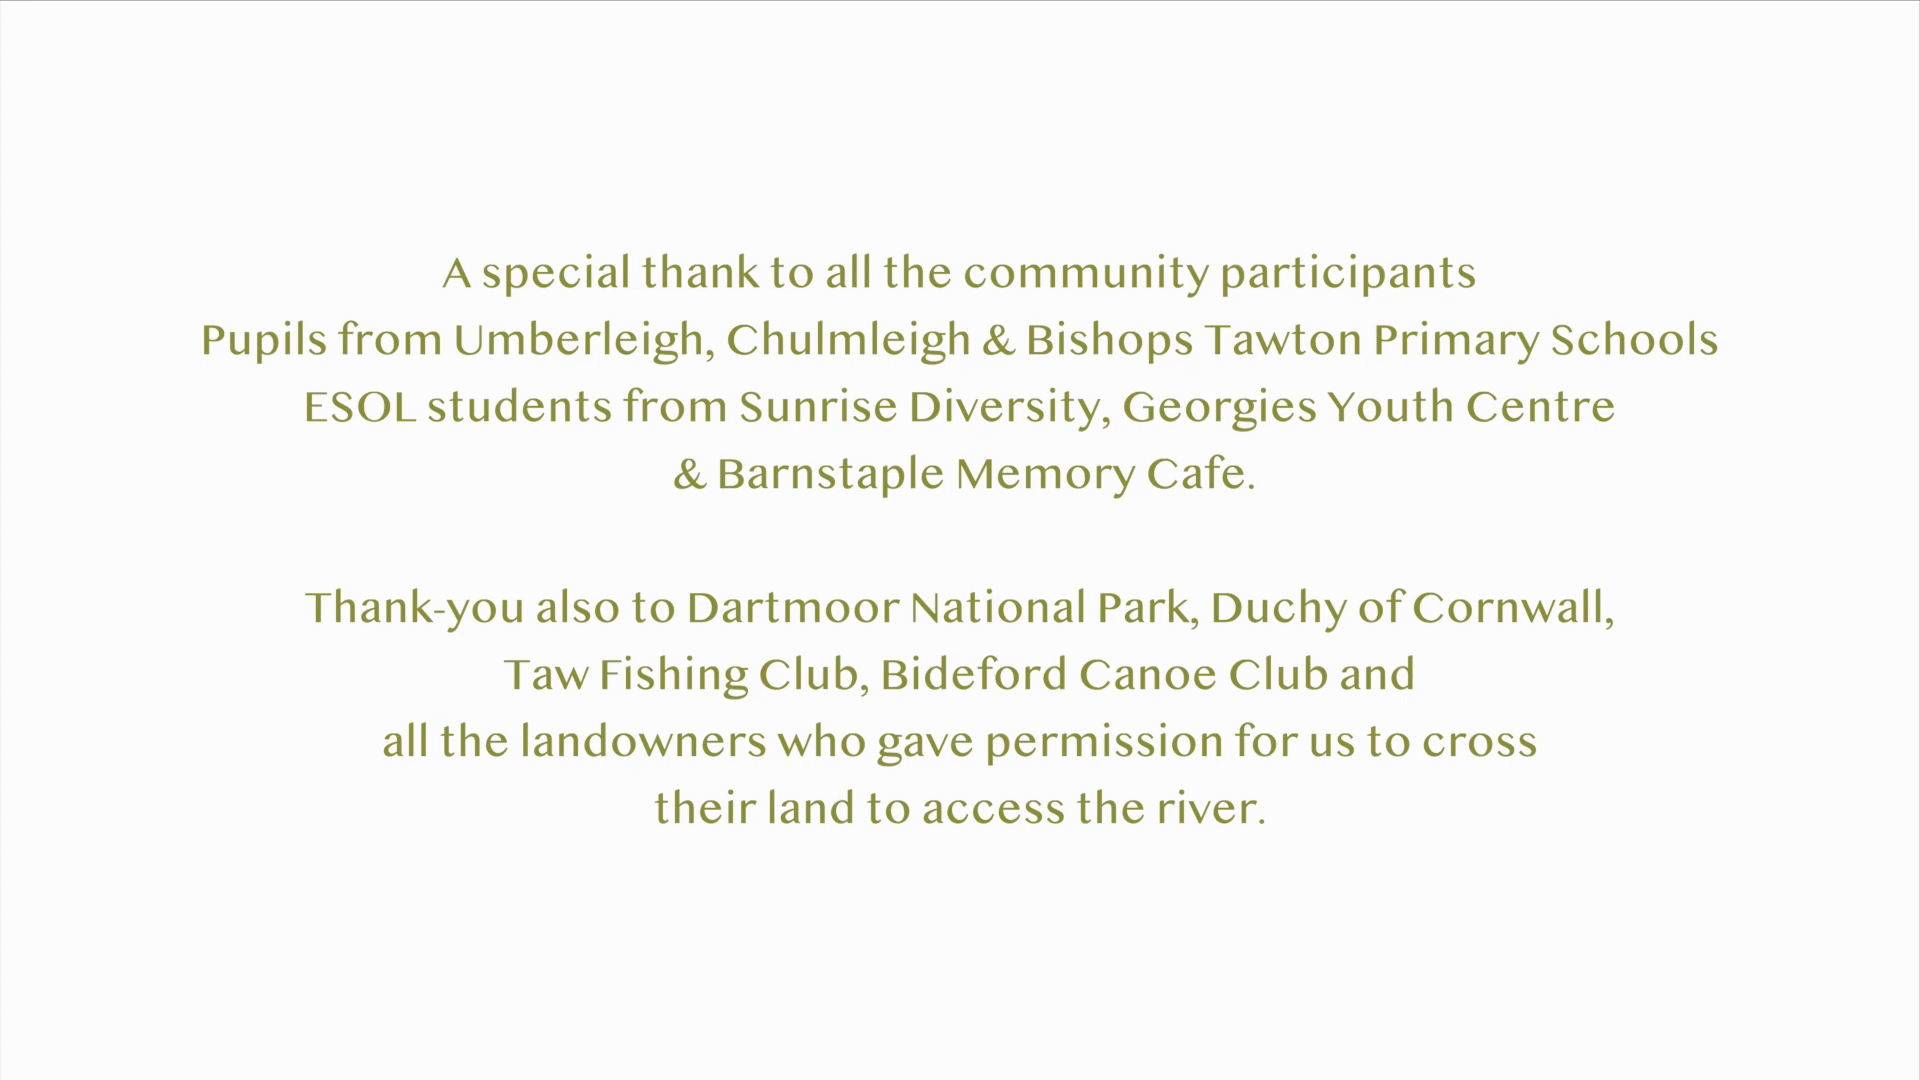 A special thank to all the community participants
Pupils from Umberleigh, Chulmleigh & Bishops Tawton Primary Schools
ESOL students from Sunrise Diversity, Georgies Youth Centre
& Barnstaple Memory Cafe.
Thank-you also to Dartmoor National Park, Duchy of Cornwall,
Taw Fishing Club, Bideford Canoe Club and
all the landowners who gave permission for us to cross
their land to access the river.